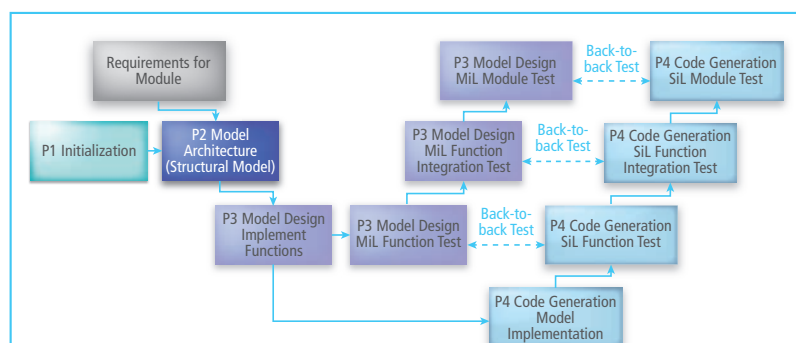 Requirements for
Module
P1 Initialization
P2 Model
Architecture
(Structural Model)
P3 Model Design
Implement
Functions
P3 Model Design
MiL Function Test
P3 Model Design
MiL Function
Integration Test
P3 Model Design
MiL Module Test
Back-to-
back Test
Back-to-
back Test
Back-to-
back Test
P4 Code Generation
SiL Module Test
P4 Code Generation
SiL Function
Integration Test
P4 Code Generation
SiL Function Test
P4 Code Generation
Model
Implementation